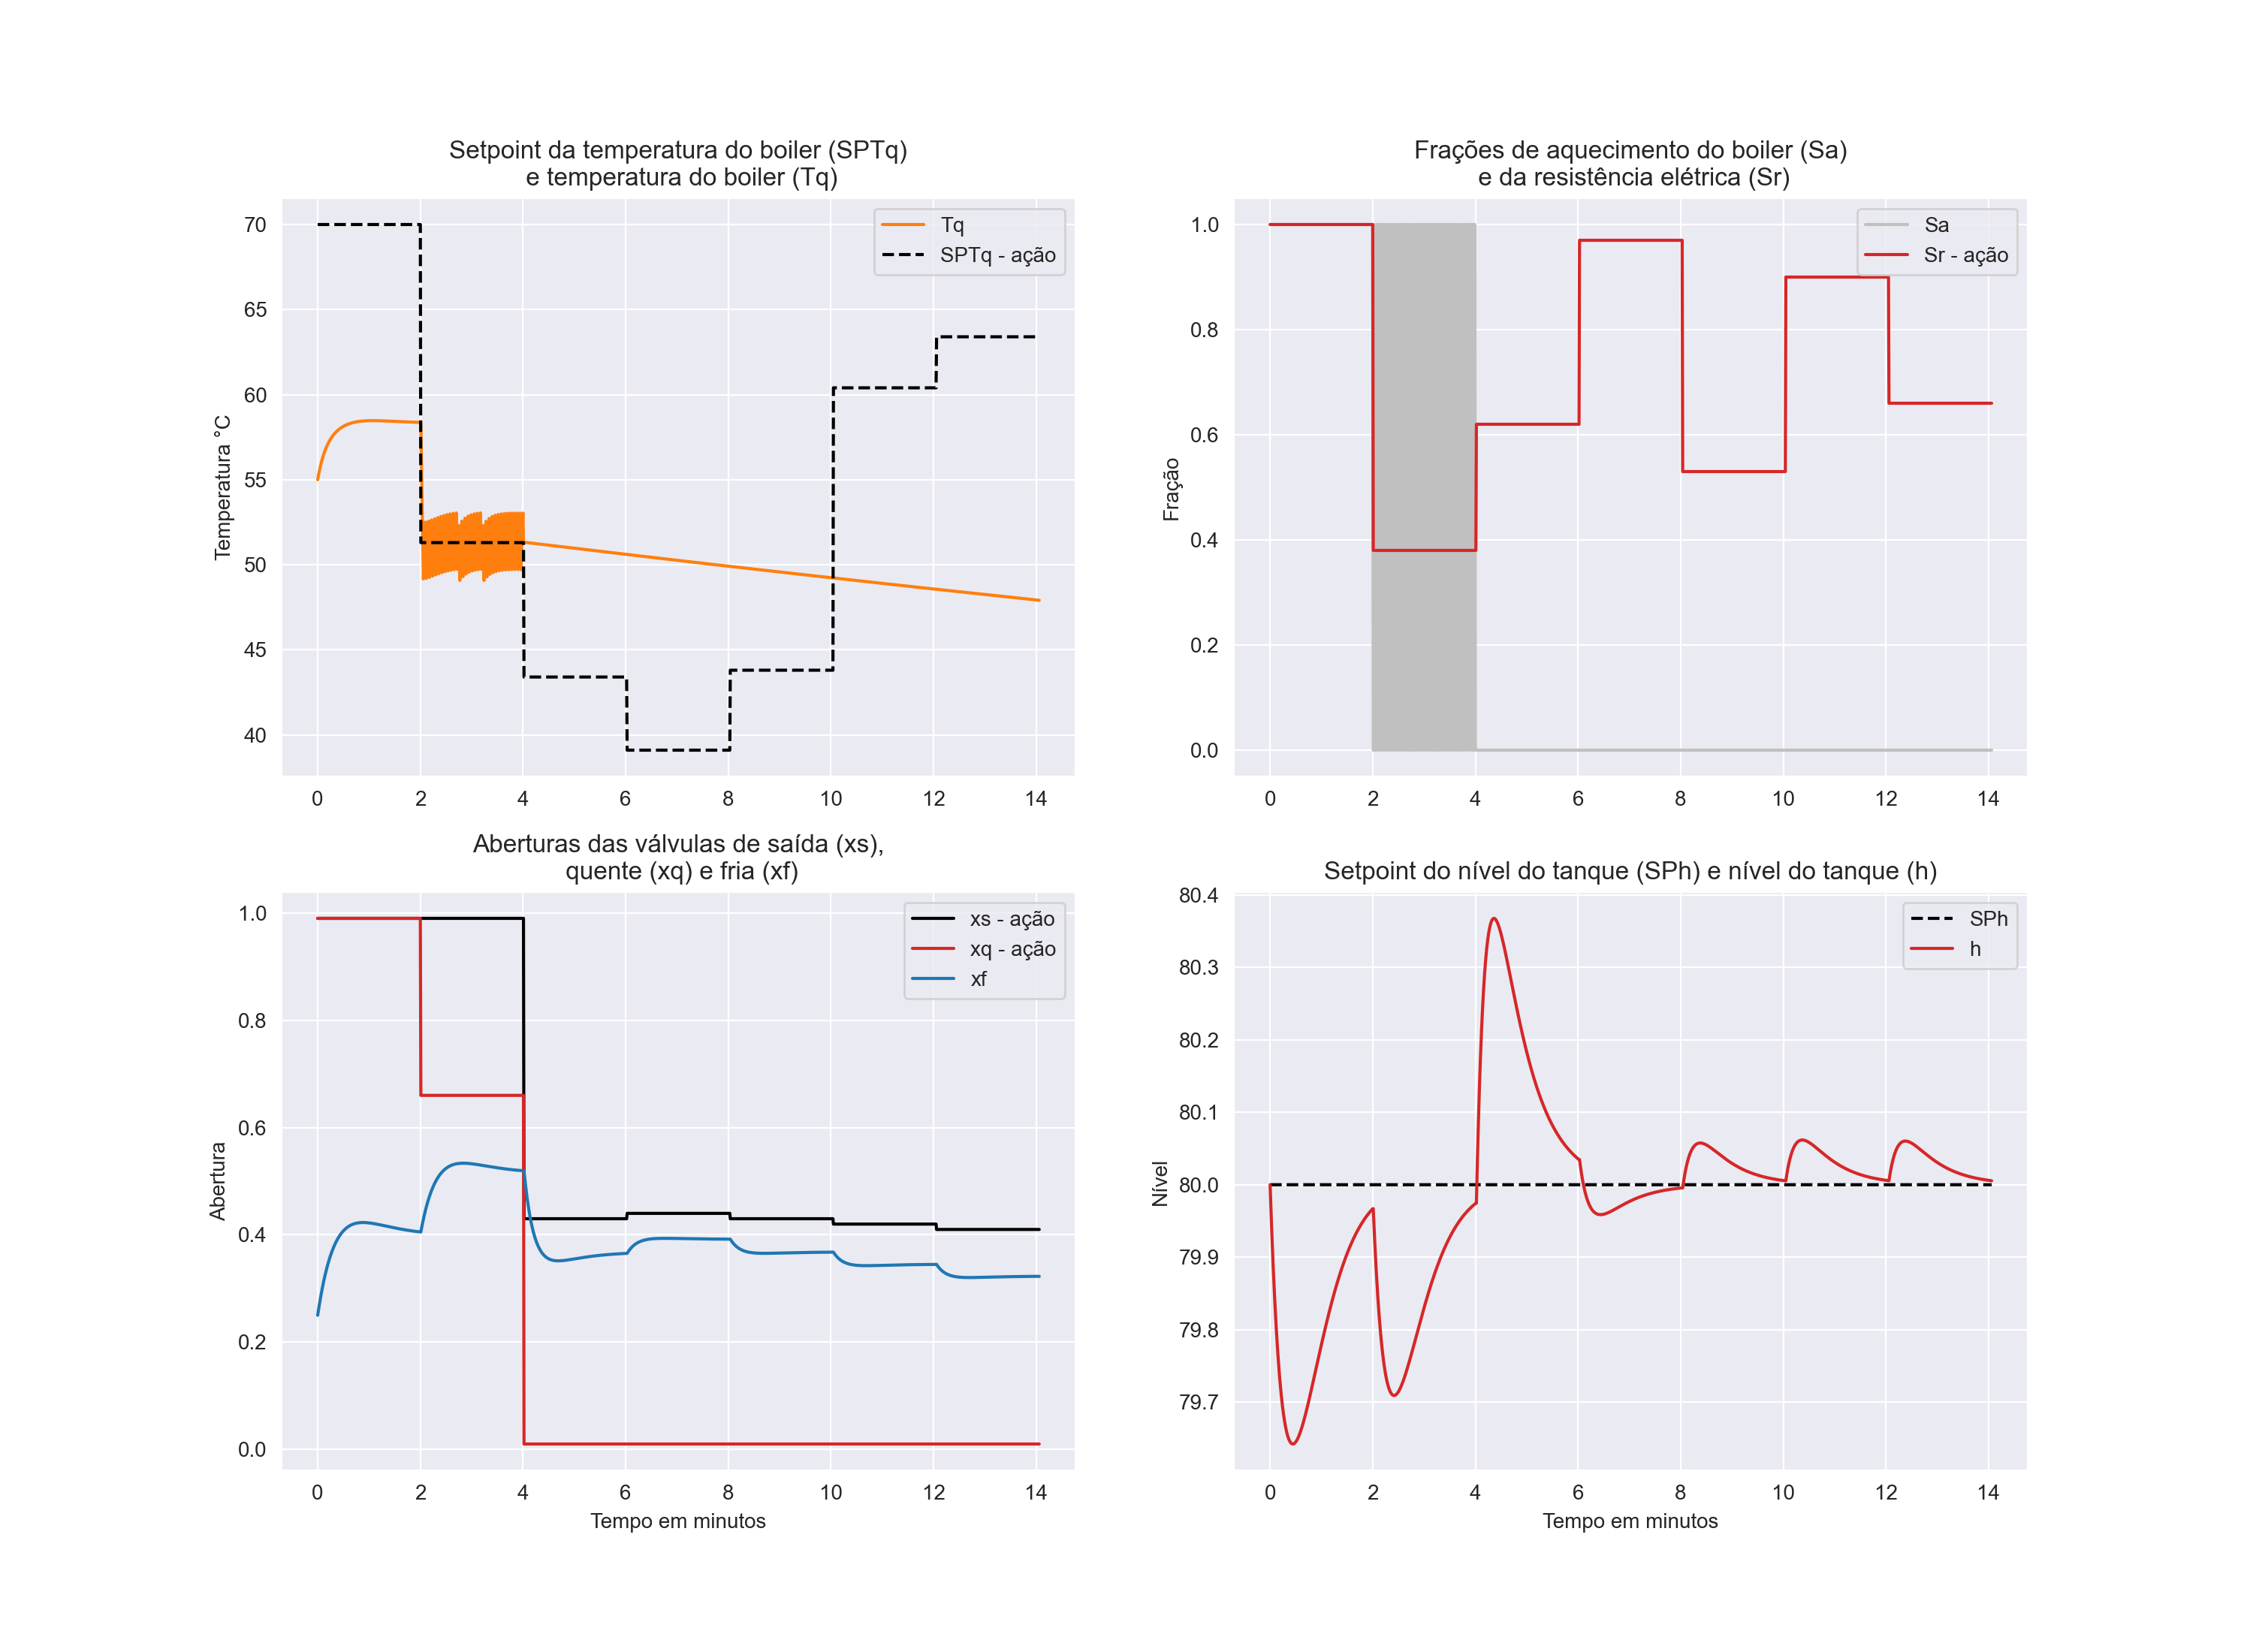 Setpoint da temperatura do boiler (SPTq)
e temperatura do boiler (Tq)
70
65
60
55
50
45
40
Temperatura °C
Tq
SPTq - ação
0 2 4 6 8 10 12 14
Frações de aquecimento do boiler (Sa)
e da resistência elétrica (Sr)
1.0
0.8
0.6
0.4
0.2
0.0
Fração
Sa
Sr - ação
0 2 4 6 8 10 12 14
Aberturas das válvulas de saída (xs),
quente (xq) e fria (xf)
1.0
0.8
0.6
0.4
0.2
0.0
Abertura
xs - ação
xq - ação
xf
0 2 4 6 8 10 12 14
Tempo em minutos
Setpoint do nível do tanque (SPh) e nível do tanque (h)
80.4
80.3
80.2
80.1
80.0
79.9
79.8
79.7
Nível
SPh
h
0 2 4 6 8 10 12 14
Tempo em minutos